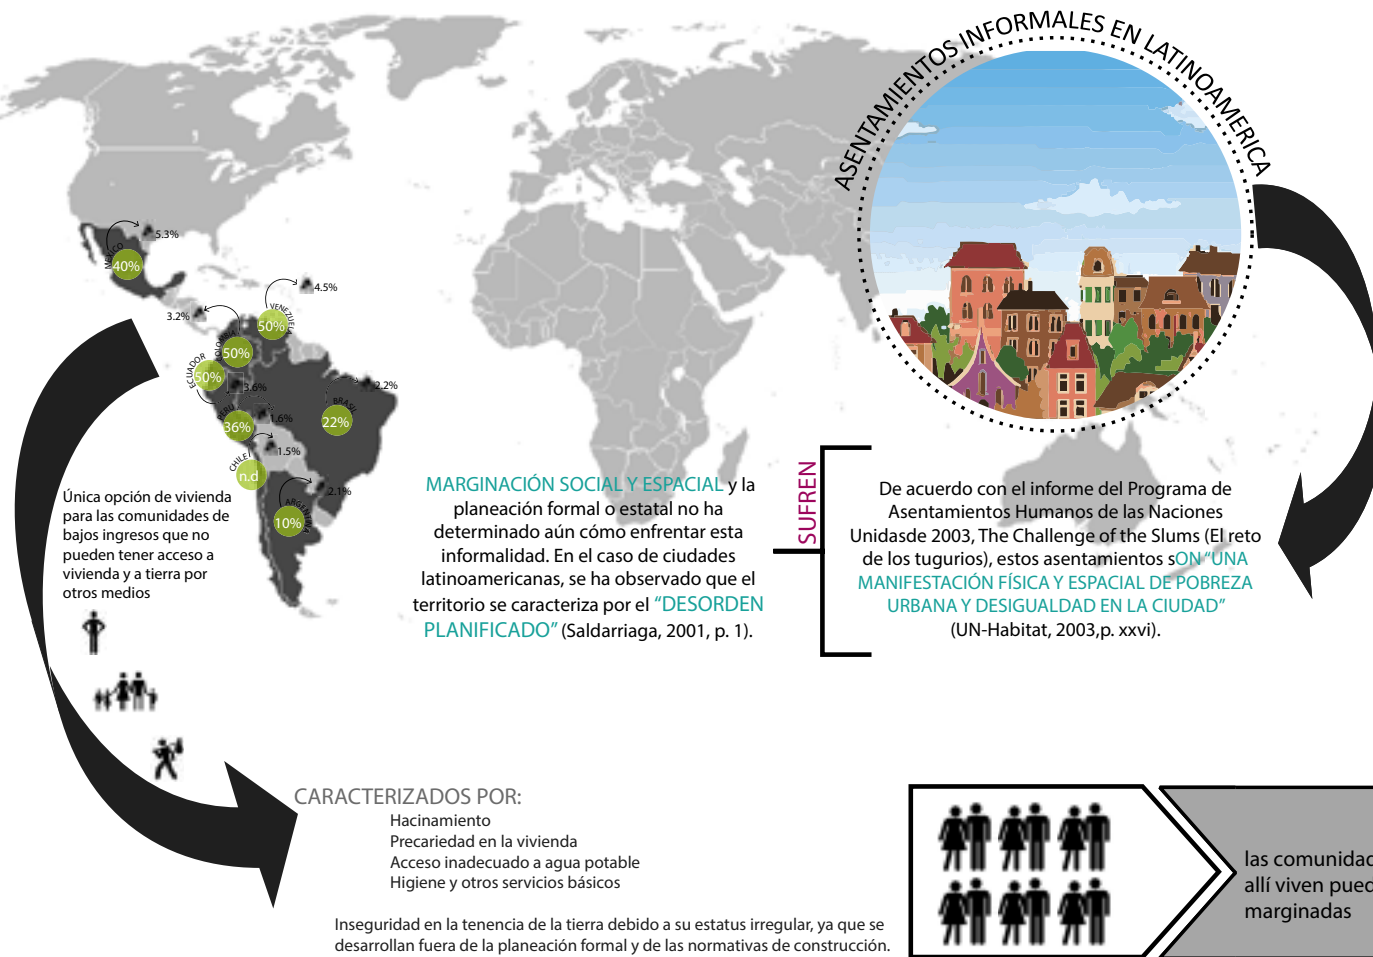 ASENTAMIENTOS INFORMALES EN LATINOAMERICA
MÉXICO
40%
5.3%
4.5%
3.2%
VENEZUELA
50%
COLOMBIA
50%
ECUADOR
50%
3.6%
2.2%
BRASIL
22%
PERÚ
36%
1.6%
1.5%
CHILE
n.d
2.1%
ARGENTINA
10%
Única opción de vivienda
para las comunidades de
bajos ingresos que no
pueden tener acceso a
vivienda y a tierra por
otros medios
MARGINACIÓN SOCIAL Y ESPACIAL y la
planeación formal o estatal no ha
determinado aún cómo enfrentar esta
informalidad. En el caso de ciudades
latinoamericanas, se ha observado que el
territorio se caracteriza por el “DESORDEN
PLANIFICADO” (Saldarriaga, 2001, p. 1).
SUFREN
De acuerdo con el informe del Programa de
Asentamientos Humanos de las Naciones
Unidasde 2003, The Challenge of the Slums (El reto
de los tugurios), estos asentamientos sON “UNA
MANIFESTACIÓN FÍSICA Y ESPACIAL DE POBREZA
URBANA Y DESIGUALDAD EN LA CIUDAD”
(UN-Habitat, 2003,p. xxvi).
CARACTERIZADOS POR:
Hacinamiento
Precariedad en la vivienda
Acceso inadecuado a agua potable
Higiene y otros servicios básicos
Inseguridad en la tenencia de la tierra debido a su estatus irregular, ya que se
desarrollan fuera de la planeación formal y de las normativas de construcción.
las comunidad
allí viven pued
marginadas